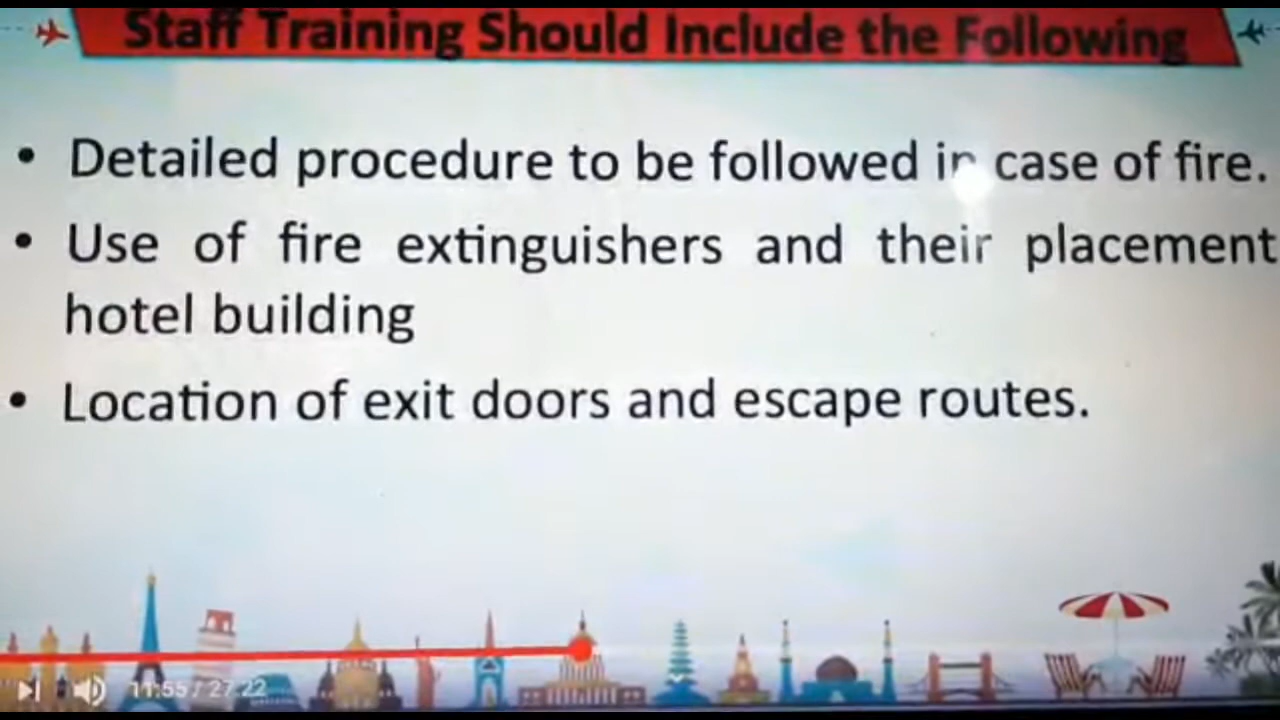 Staff Training Should Include the Following
• Detailed procedure to be followed in case of fire.
• Use of fire extinguishers and their placement
hotel building
• Location of exit doors and escape routes.
11:55 / 27:22